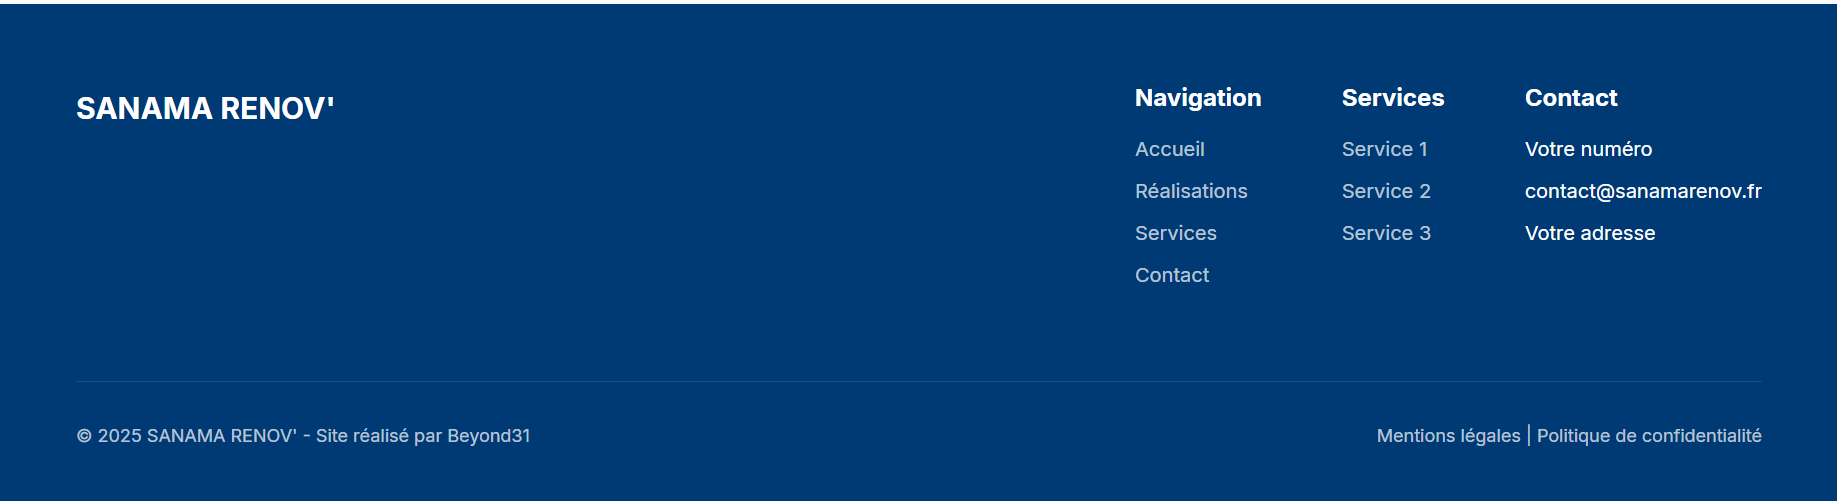 SANAMA RENOV'
Navigation
Accueil
Réalisations
Services
Contact
Services
Service 1
Service 2
Service 3
Contact
Votre numéro
contact@sanamarenov.fr
Votre adresse
© 2025 SANAMA RENOV' - Site réalisé par Beyond31
Mentions légales | Politique de confidentialité